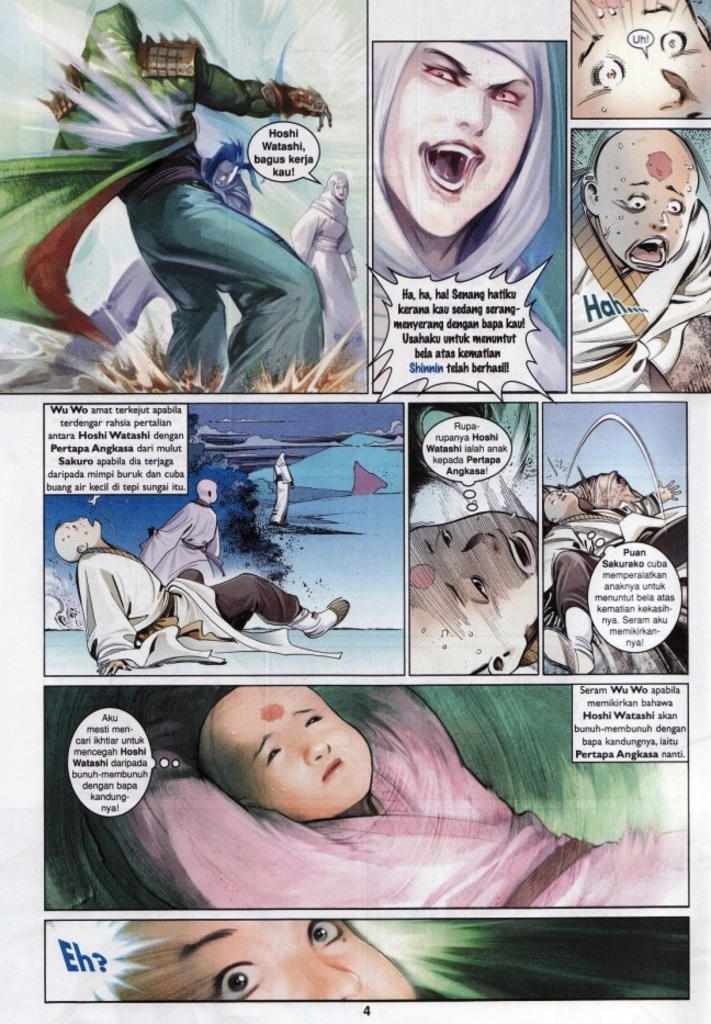 Hoshi
Watashi,
bagus kerja
kau!
Ha, ha, ha! Senang hatiku
kerana kau sedang serang-
menyerang dengan bapa kau!
Usahaku untuk menuntut
bela atas kematian
Shinnin telah berhasil!
Uh!
Hah...
Wu Wo amat terkejut apabila
terdengar rahsia pertalian
antara Hoshi Watashi dengan
Pertapa Angkasa dari mulut
Sakuro apabila dia terjaga
daripada mimpi buruk dan cuba
buang air kecil di tepi sungai itu.
Rupa-
rupanya Hoshi
Watashi ialah anak
kepada Pertapa
Angkasa!
Puan
Sakurako cuba
memperalatkan
anaknya untuk
menuntut bela atas
kematian kekasih-
nya. Seram aku
memikirkan-
nya!
Aku
mesti men-
cari ikhtiar untuk
mencegah Hoshi
Watashi daripada
bunuh-membunuh
dengan bapa
kandung-
nya!
Seram Wu Wo apabila
memikirkan bahawa
Hoshi Watashi akan
bunuh-membunuh dengan
bapa kandungnya, iaitu
Pertapa Angkasa nanti.
Eh?
4